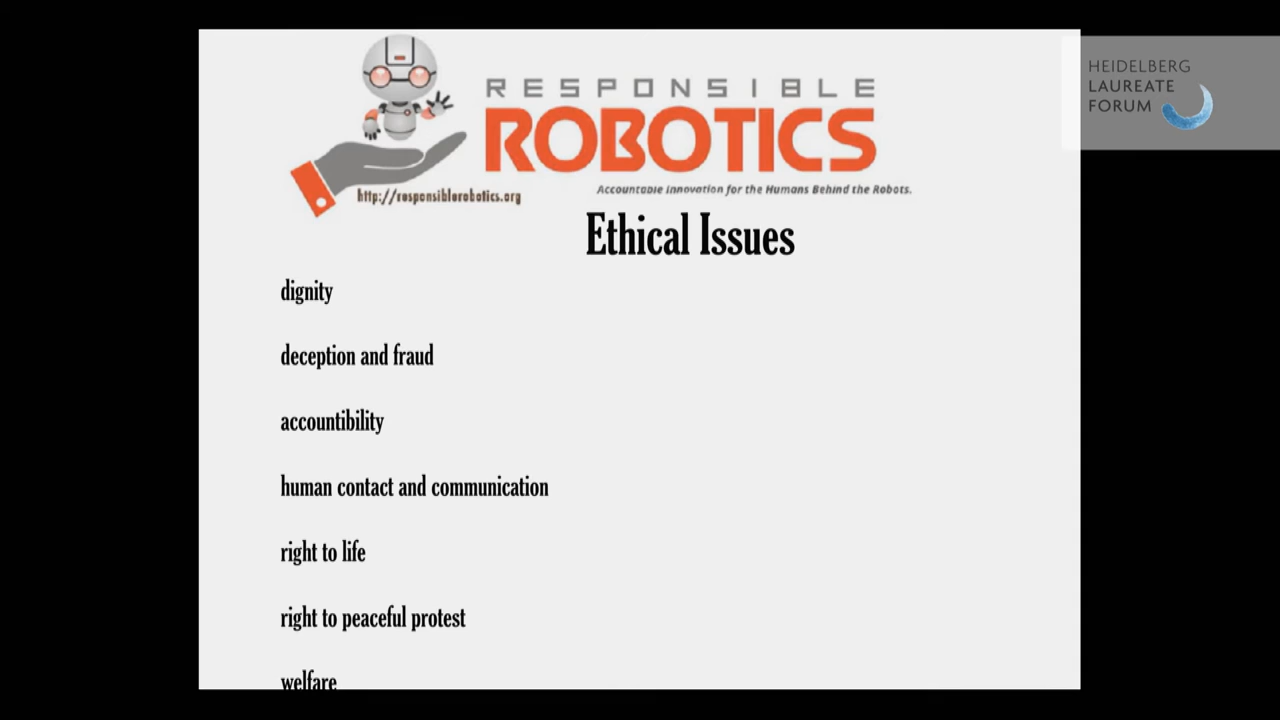 RESPONSIBLE
ROBOTICS
Accountable Innovation for the Humans Behind the Robots.
http://responsiblerobotics.org
HEIDELBERG
LAUREATE
FORUM
Ethical Issues
dignity
deception and fraud
accountibility
human contact and communication
right to life
right to peaceful protest
welfare